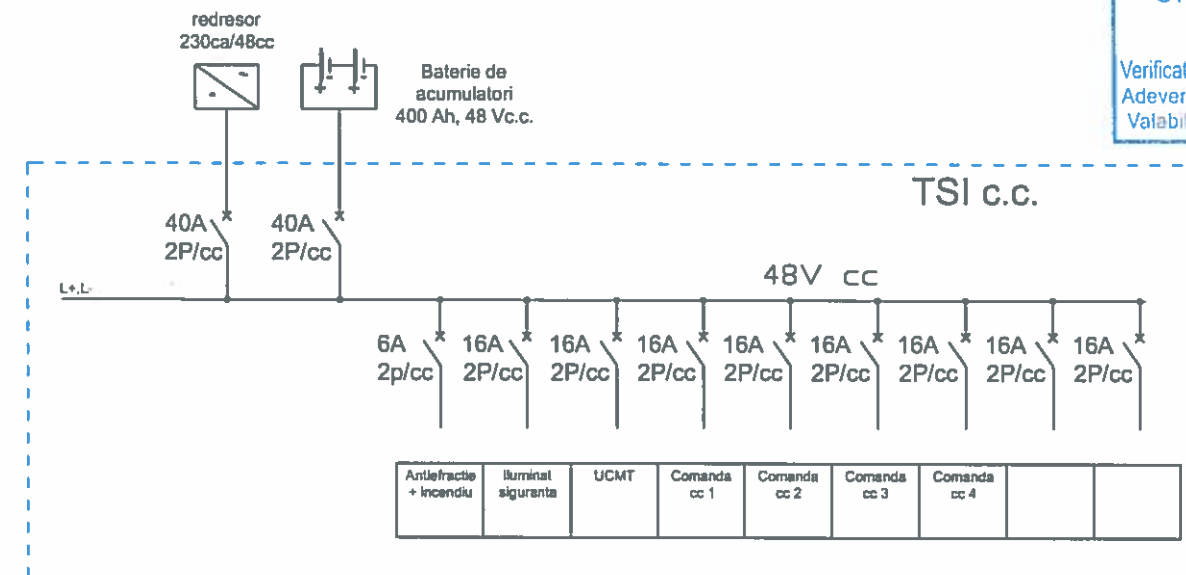 redresor
230ca/48cc
Baterie de
acumulatori
400 Ah, 48 Vc.c.
Verificat
Valabil
TSI c.c.
40A
2P/cc
40A
2P/cc
L+,L-
48V cc
6A
2p/cc
16A
2P/cc
16A
2P/cc
16A
2P/cc
16A
2P/cc
16A
2P/cc
16A
2P/cc
16A
2P/cc
16A
2P/cc
Antiefractie
+ Incendiu
Iluminat
siguranta
UCMT
Comanda
cc 1
Comanda
cc 2
Comanda
cc 3
Comanda
cc 4